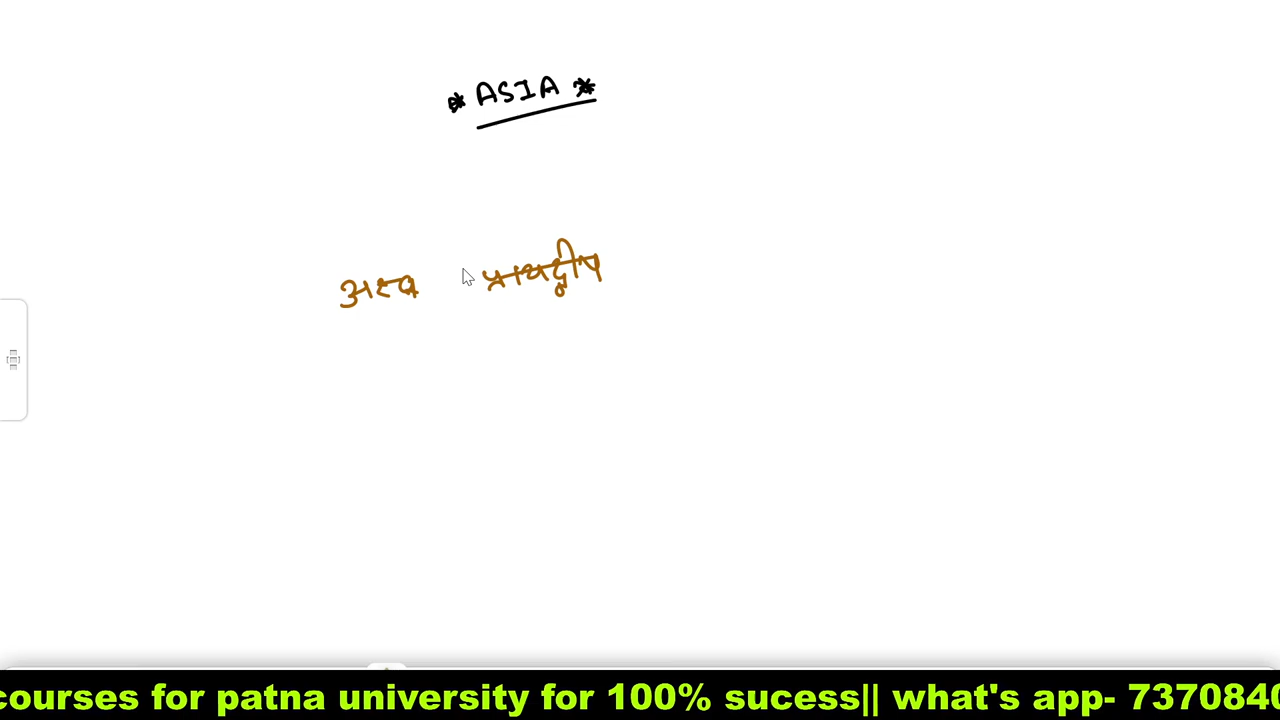 * ASIA *
अरब प्रायद्वीप
courses for patna university for 100% sucess|| what's app- 7370840